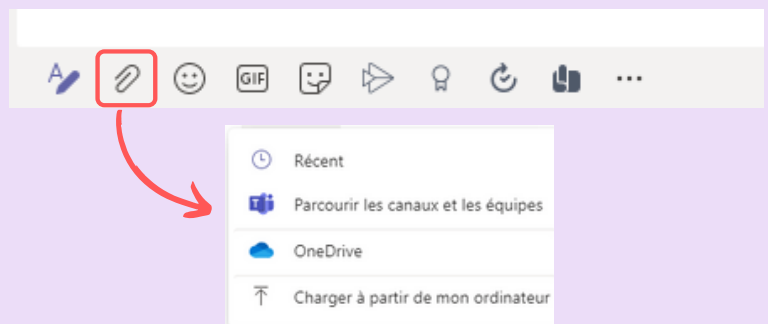 A
GIF
Récent
Parcourir les canaux et les équipes
OneDrive
Charger à partir de mon ordinateur